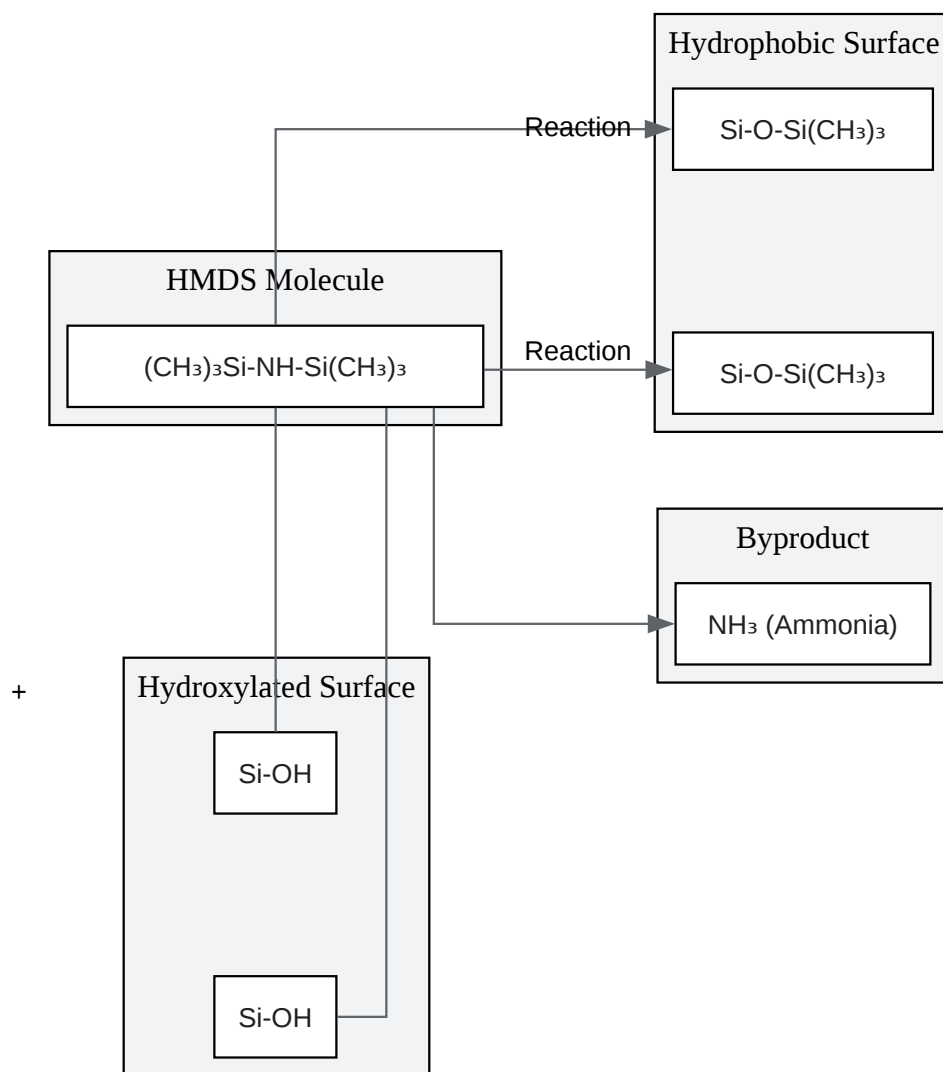 Hydrophobic Surface
Si-O-Si(CH₃)₃
Reaction
HMDS Molecule
(CH₃)₃Si-NH-Si(CH₃)₃
Reaction
Si-O-Si(CH₃)₃
Byproduct
NH₃ (Ammonia)
+
Hydroxylated Surface
Si-OH
Si-OH